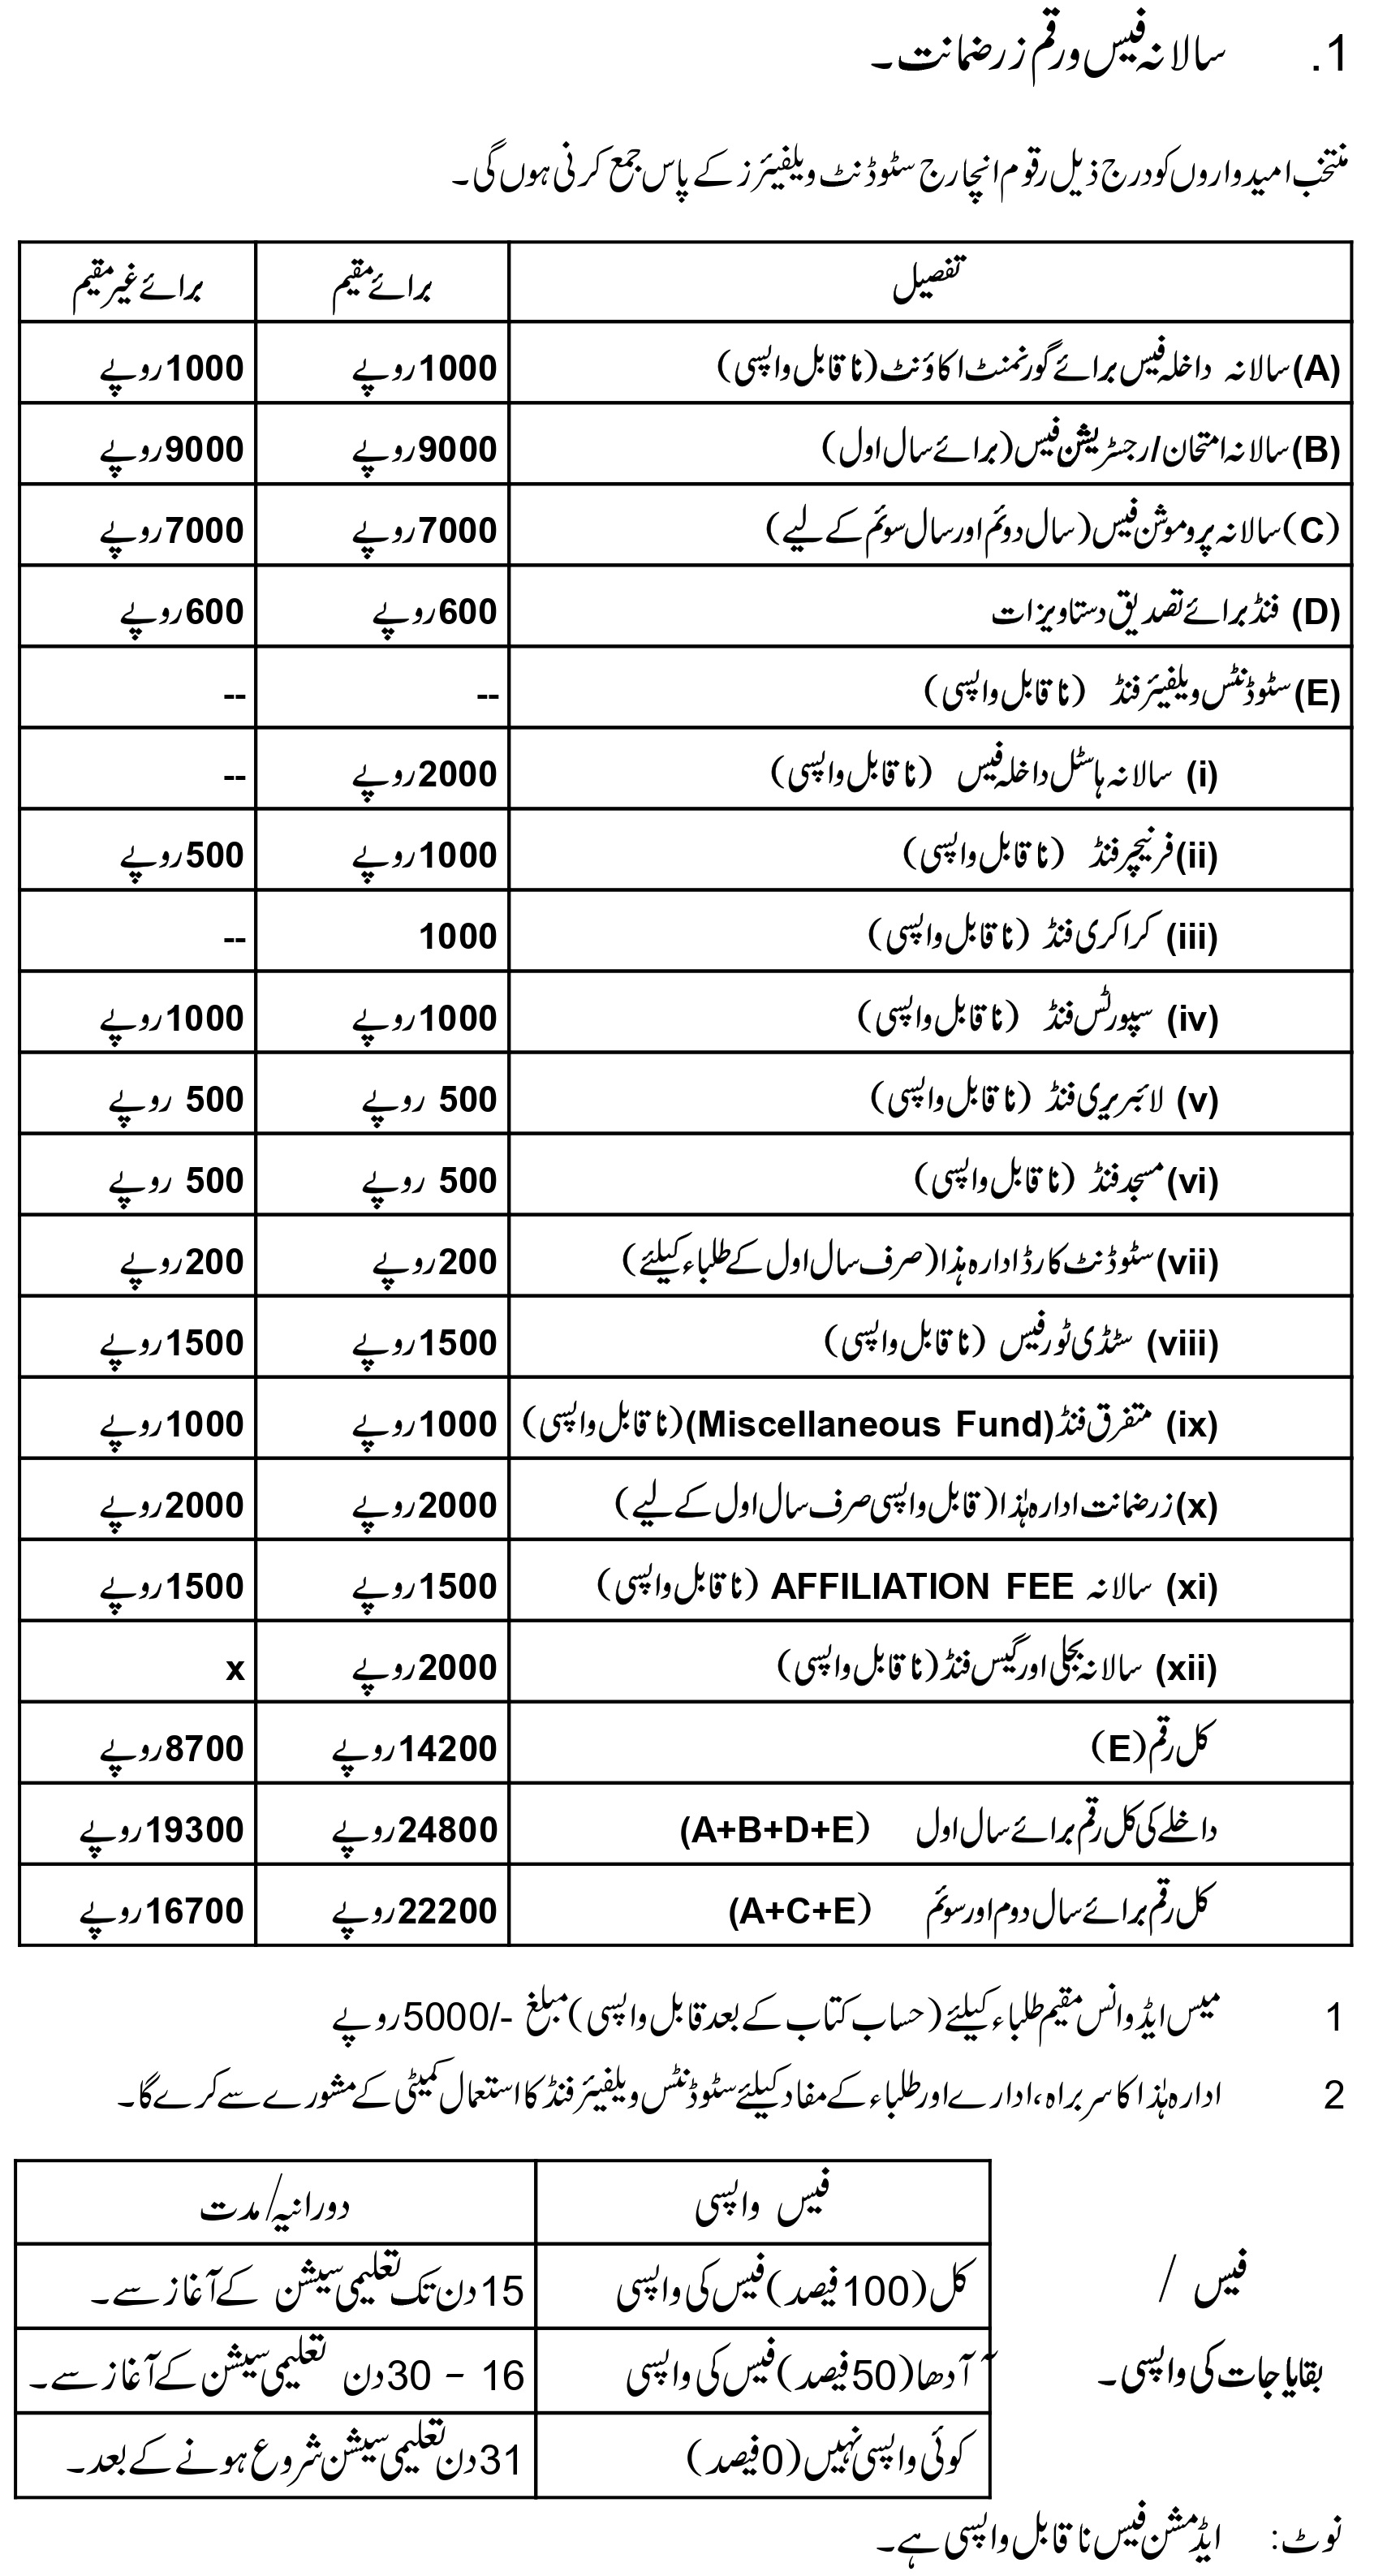 1. سالانہ فیس ورقم زرضمانت۔
منتخب امیدواروں کو درج ذیل رقوم انچارج سٹوڈنٹ ویلفیئرز کے پاس جمع کرنی ہوں گی۔
تفصیل برائے مقیم برائے غیر مقیم
(A) سالانہ داخلہ فیس برائے گورنمنٹ اکاؤنٹ (نا قابل واپسی) 1000روپے 1000روپے
(B) سالانہ امتحان/رجسٹریشن فیس (برائے سال اول) 9000روپے 9000روپے
(C) سالانہ پروموشن فیس (سال دوئم اور سال سوئم کے لیے) 7000روپے 7000روپے
(D) فنڈ برائے تصدیق دستاویزات 600روپے 600روپے
(E) سٹوڈنٹس ویلفیئر فنڈ (نا قابل واپسی) -- --
(i) سالانہ ہاسٹل داخلہ فیس (نا قابل واپسی) 2000روپے --
(ii) فرنیچر فنڈ (نا قابل واپسی) 1000روپے 500روپے
(iii) کراکری فنڈ (نا قابل واپسی) 1000 --
(iv) سپورٹس فنڈ (نا قابل واپسی) 1000روپے 1000روپے
(v) لائبریری فنڈ (نا قابل واپسی) 500 روپے 500 روپے
(vi) مسجد فنڈ (نا قابل واپسی) 500 روپے 500 روپے
(vii) سٹوڈنٹ کارڈ ادارہ ہذا (صرف سال اول کے طلباء کیلئے) 200روپے 200روپے
(viii) سٹڈی ٹور فیس (نا قابل واپسی) 1500روپے 1500روپے
(ix) متفرق فنڈ (Miscellaneous Fund) (نا قابل واپسی) 1000روپے 1000روپے
(x) زرضمانت ادارہ ہٰذا (قابل واپسی صرف سال اول کے لیے) 2000روپے 2000روپے
(xi) سالانہ AFFILIATION FEE (نا قابل واپسی) 1500روپے 1500روپے
(xii) سالانہ بجلی اور گیس فنڈ (نا قابل واپسی) 2000روپے x
کل رقم (E) 14200روپے 8700روپے
داخلے کی کل رقم برائے سال اول (A+B+D+E) 24800روپے 19300روپے
کل رقم برائے سال دوم اور سوئم (A+C+E) 22200روپے 16700روپے
1 میس ایڈوانس مقیم طلباء کیلئے (حساب کتاب کے بعد قابل واپسی) مبلغ -/5000روپے
2 ادارہ ہٰذا کا سربراہ، ادارے اور طلباء کے مفاد کیلئے سٹوڈنٹس ویلفیئر فنڈ کا استعمال کمیٹی کے مشورے سے کرے گا۔
فیس /
بقایا جات کی واپسی۔
فیس واپسی دورانیہ/مدت
کل (100 فیصد) فیس کی واپسی 15 دن تک تعلیمی سیشن کے آغاز سے۔
آدھا (50 فیصد) فیس کی واپسی 16 - 30 دن تعلیمی سیشن کے آغاز سے۔
کوئی واپسی نہیں (0 فیصد) 31 دن تعلیمی سیشن شروع ہونے کے بعد۔
نوٹ: ایڈمشن فیس نا قابل واپسی ہے۔